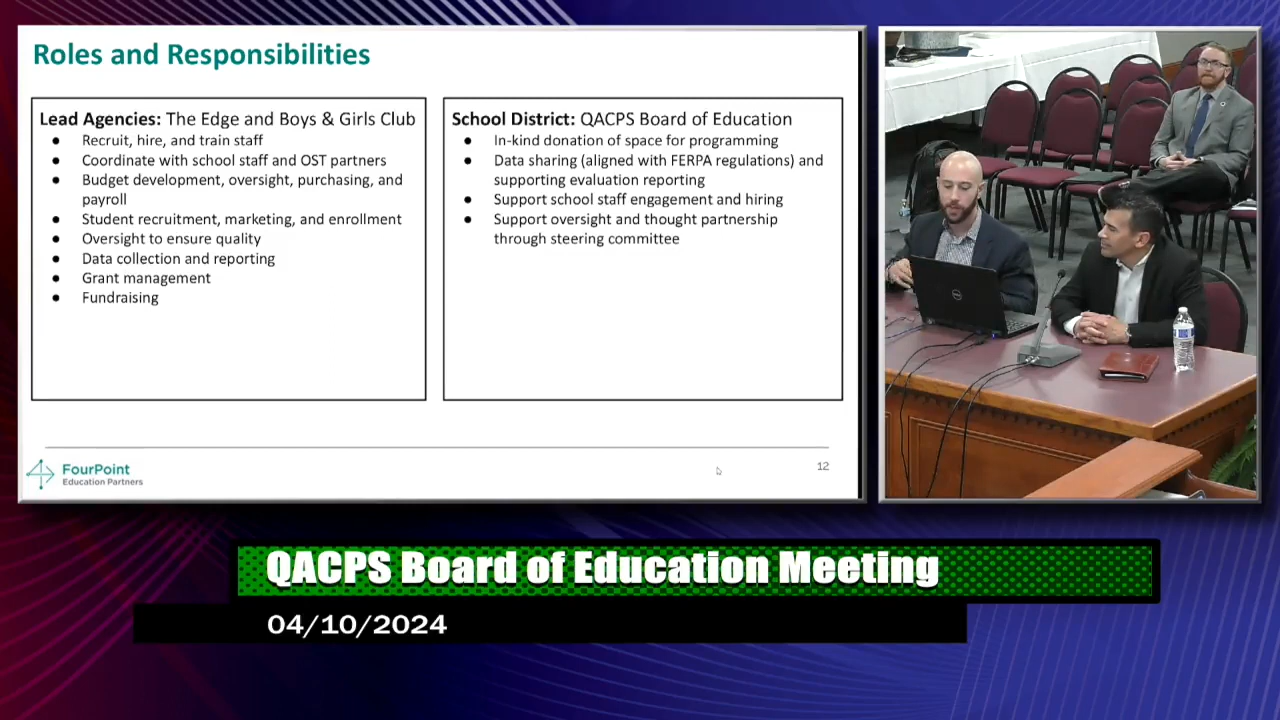 Roles and Responsibilities
Lead Agencies: The Edge and Boys & Girls Club
● Recruit, hire, and train staff
● Coordinate with school staff and OST partners
● Budget development, oversight, purchasing, and
payroll
● Student recruitment, marketing, and enrollment
● Oversight to ensure quality
● Data collection and reporting
● Grant management
● Fundraising
School District: QACPS Board of Education
● In-kind donation of space for programming
● Data sharing (aligned with FERPA regulations) and
supporting evaluation reporting
● Support school staff engagement and hiring
● Support oversight and thought partnership
through steering committee
FourPoint
Education Partners
12
DELL
QACPS Board of Education Meeting
04/10/2024